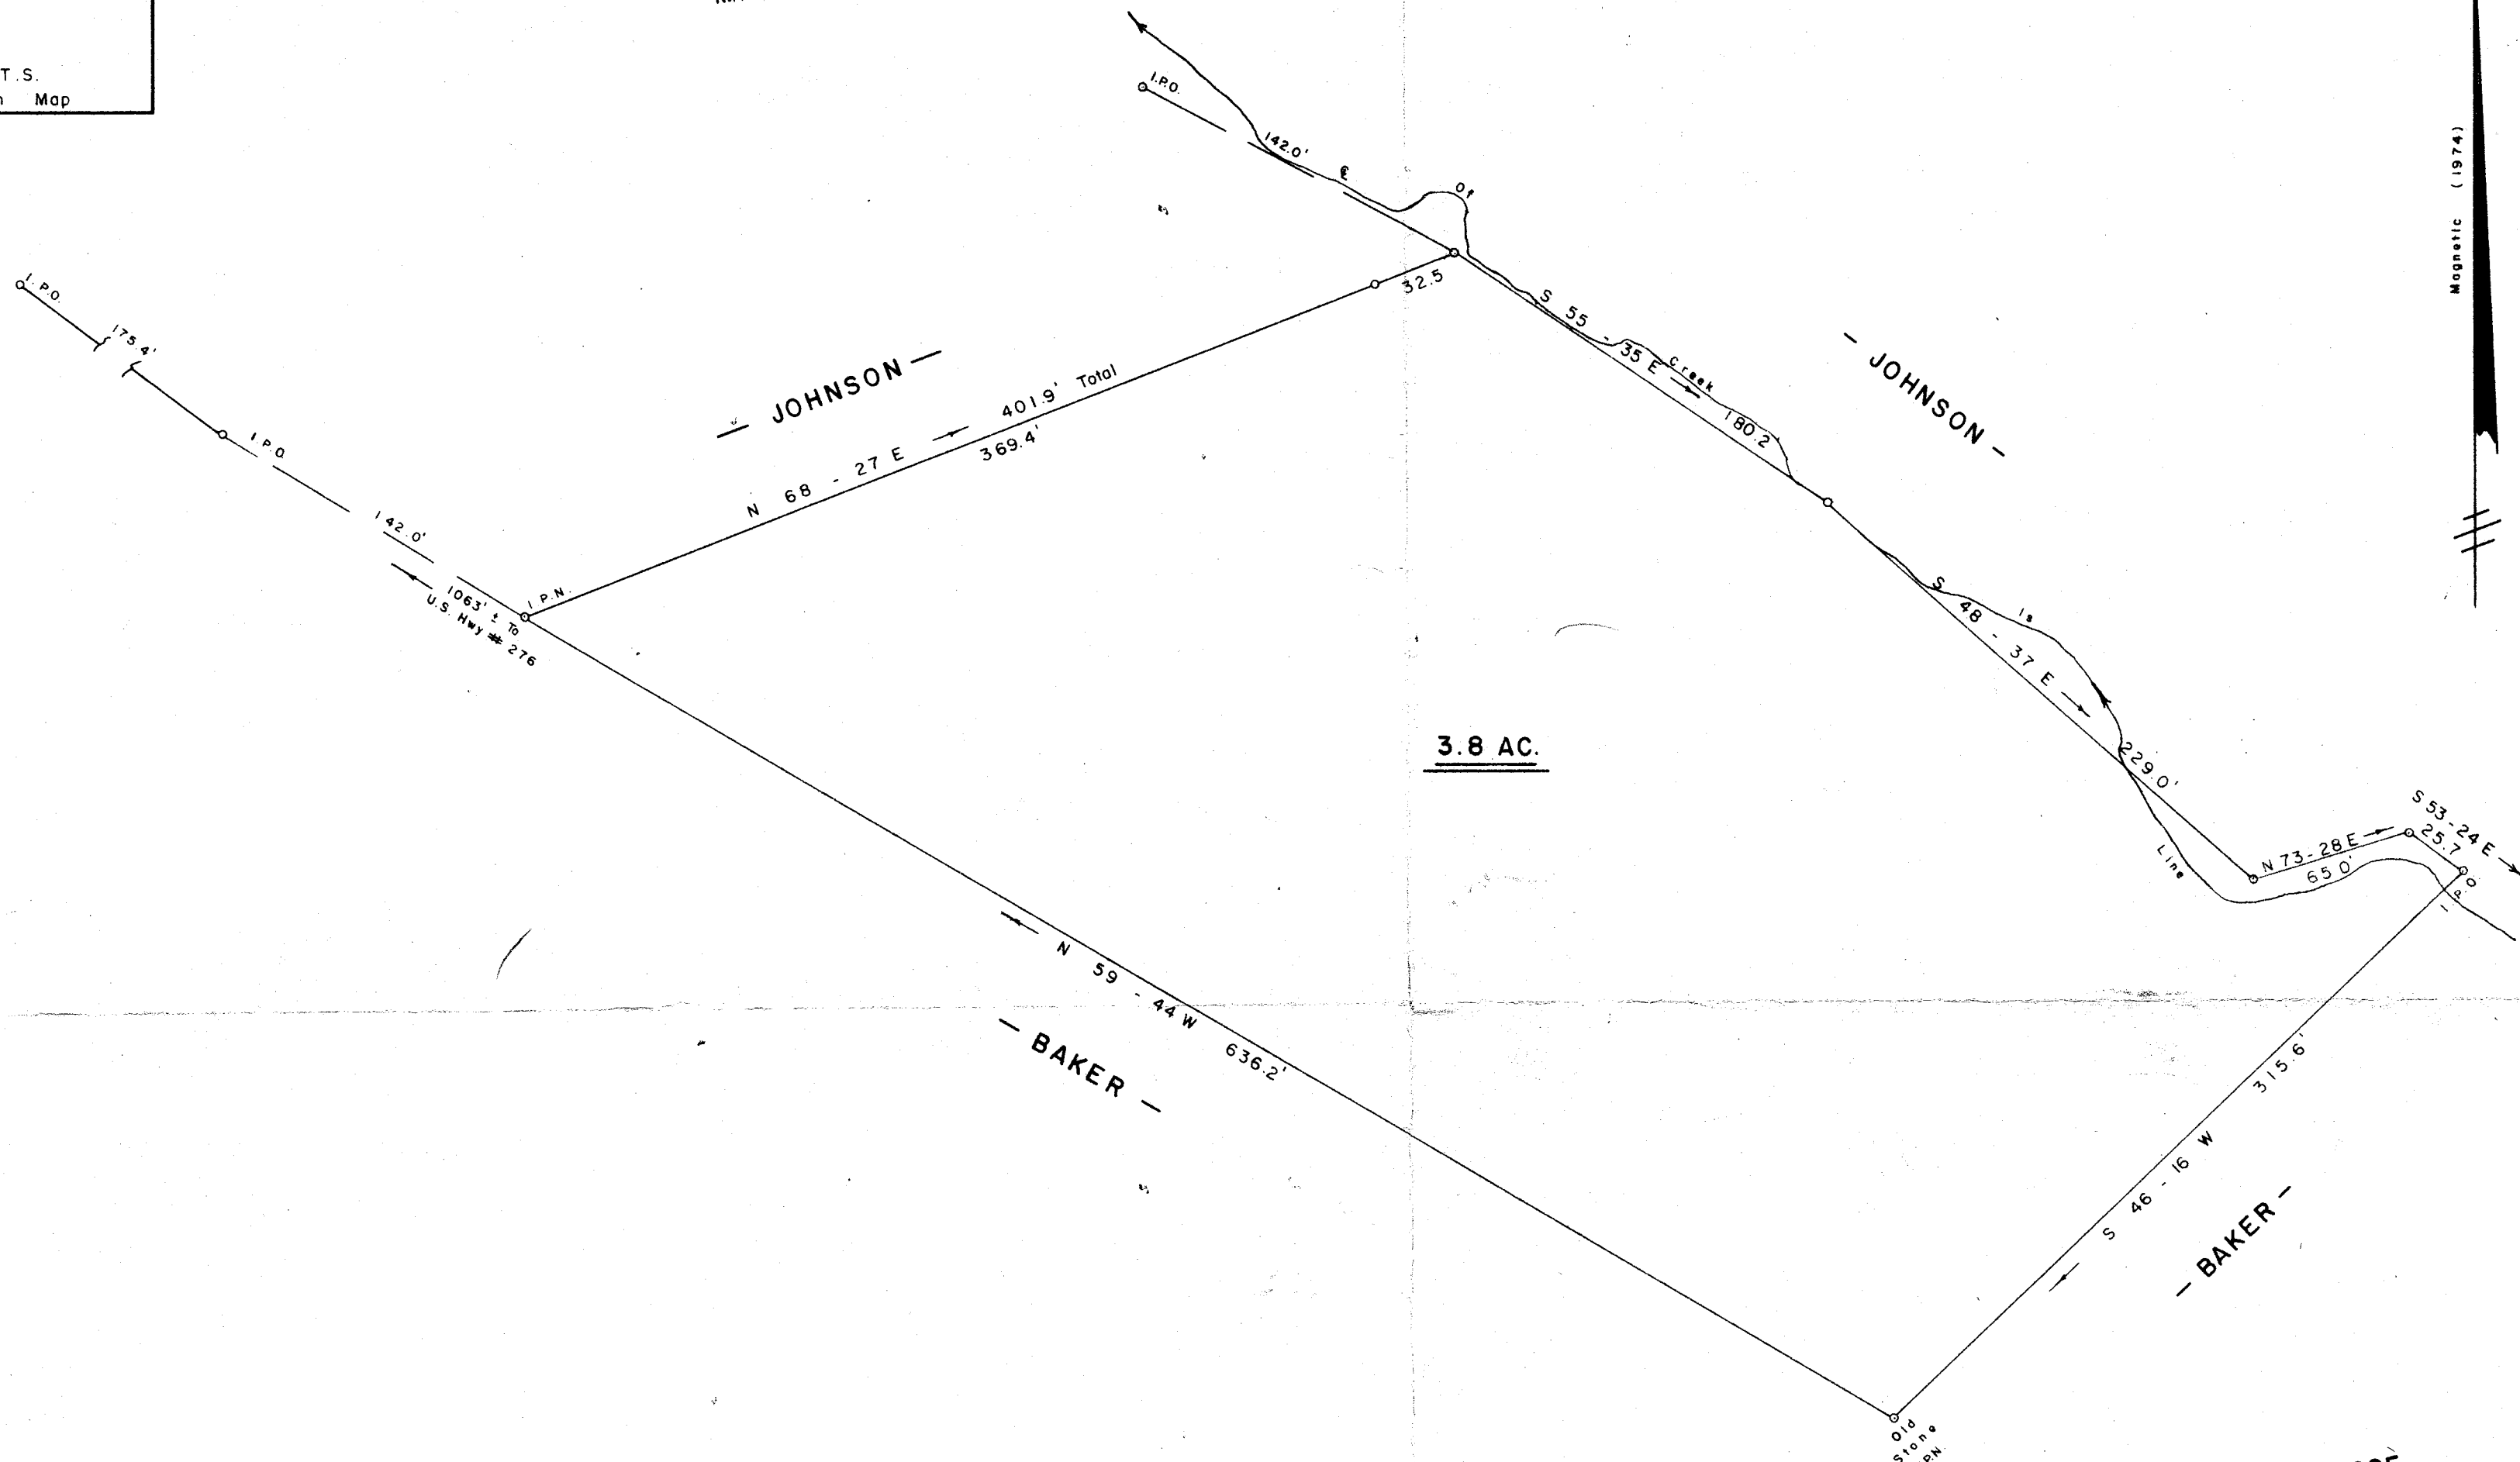 T.S.
Map
I.P.O.
142.0'
℄ Of Creek Is Line
Magnetic (1974)
I.P.O.
175.4'
I.P.O.
142.0'
1063' ± To
U.S. Hwy # 276
I.P.N.
— JOHNSON —
N 68 - 27 E 401.9' Total
369.4'
32.5
S 55 - 35 E 180.2'
— JOHNSON —
S 48 - 37 E 229.0'
3.8 AC.
N 73-28 E
65.0'
S 53-24 E
25.7
I.P.O.
N 59 - 44 W 636.2'
— BAKER —
S 46 - 16 W 315.6'
— BAKER —
Old
Stone